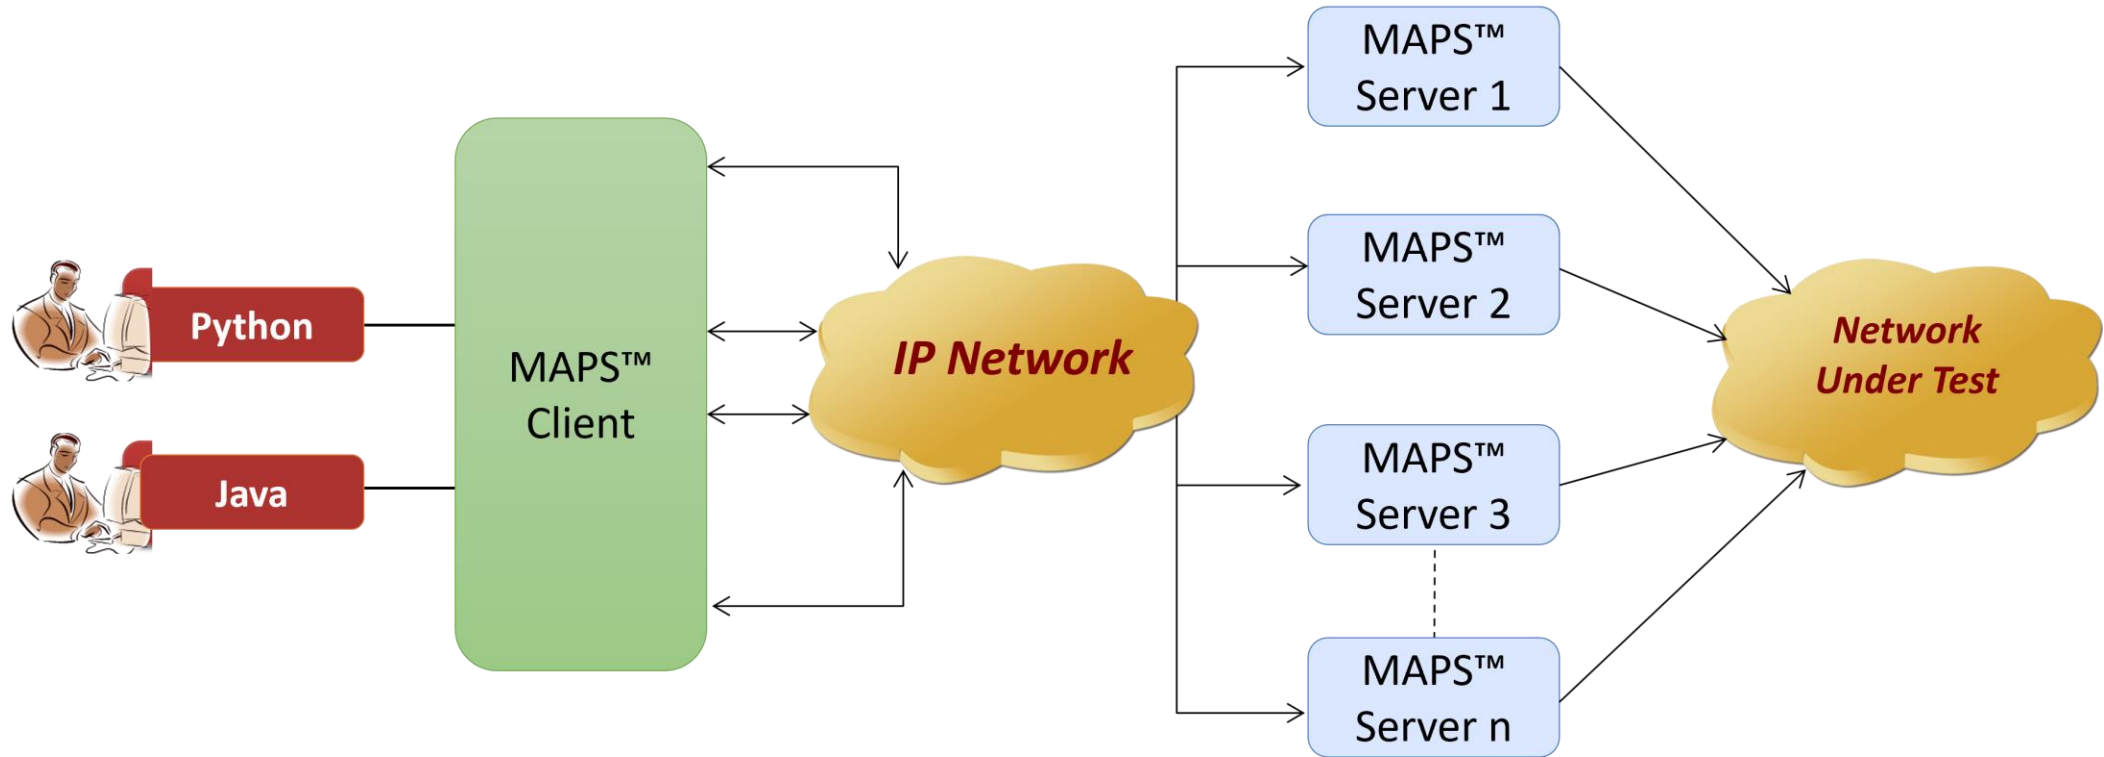 Python
Java
MAPS™
Client
IP Network
MAPS™
Server 1
MAPS™
Server 2
MAPS™
Server 3
MAPS™
Server n
Network
Under Test